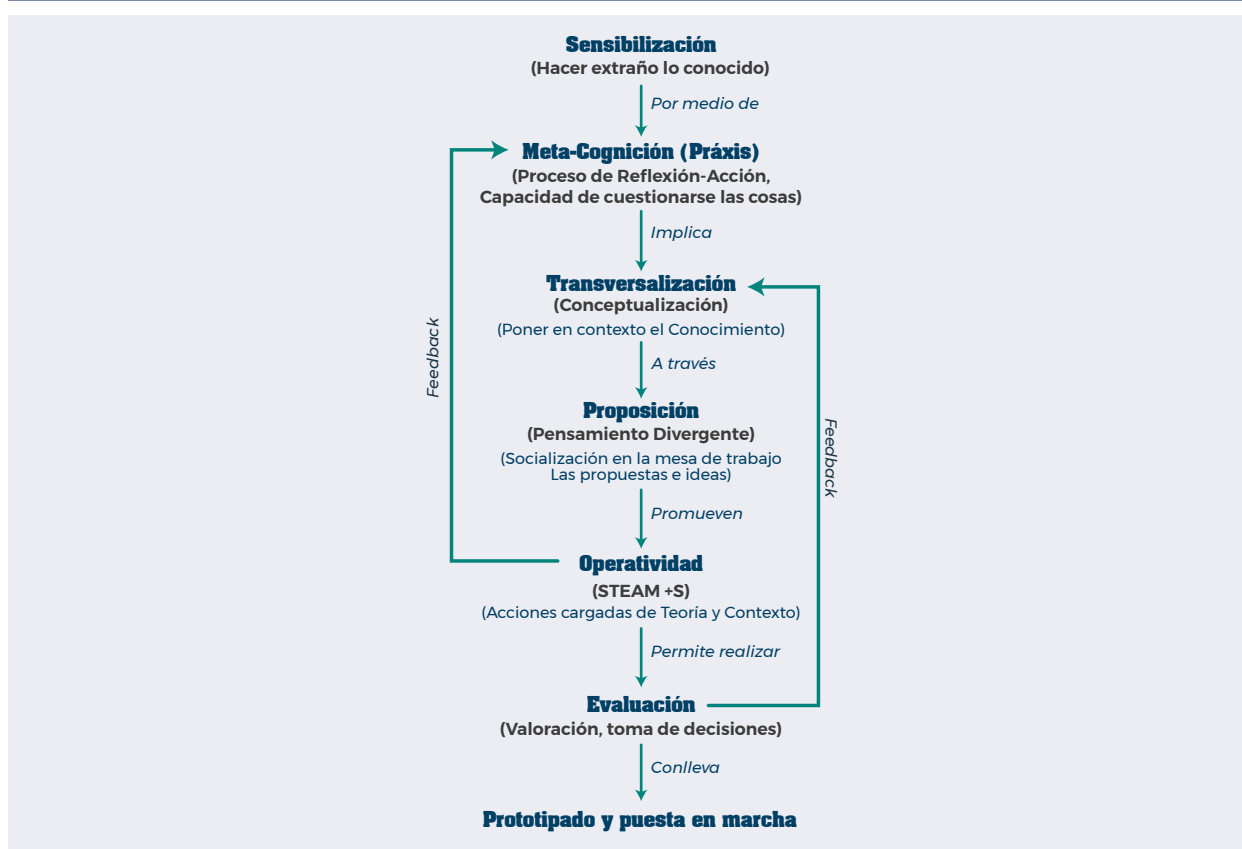 Sensibilización
(Hacer extraño lo conocido)
Por medio de
Meta-Cognición (Práxis)
(Proceso de Reflexión-Acción,
Capacidad de cuestionarse las cosas)
Implica
Transversalización
(Conceptualización)
(Poner en contexto el Conocimiento)
A través
Feedback
Proposición
(Pensamiento Divergente)
(Socialización en la mesa de trabajo
Las propuestas e ideas)
Feedback
Promueven
Operatividad
(STEAM +S)
(Acciones cargadas de Teoría y Contexto)
Permite realizar
Evaluación
(Valoración, toma de decisiones)
Conlleva
Prototipado y puesta en marcha